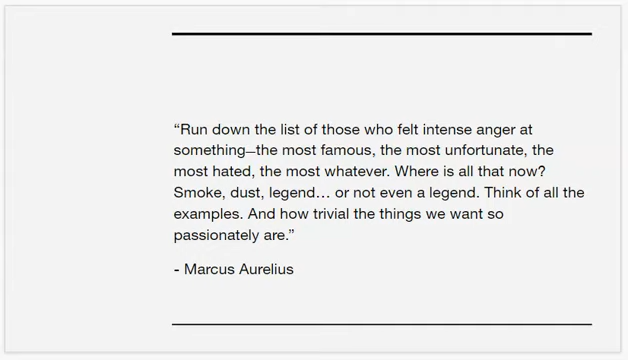 “Run down the list of those who felt intense anger at
something—the most famous, the most unfortunate, the
most hated, the most whatever. Where is all that now?
Smoke, dust, legend… or not even a legend. Think of all the
examples. And how trivial the things we want so
passionately are.”
- Marcus Aurelius